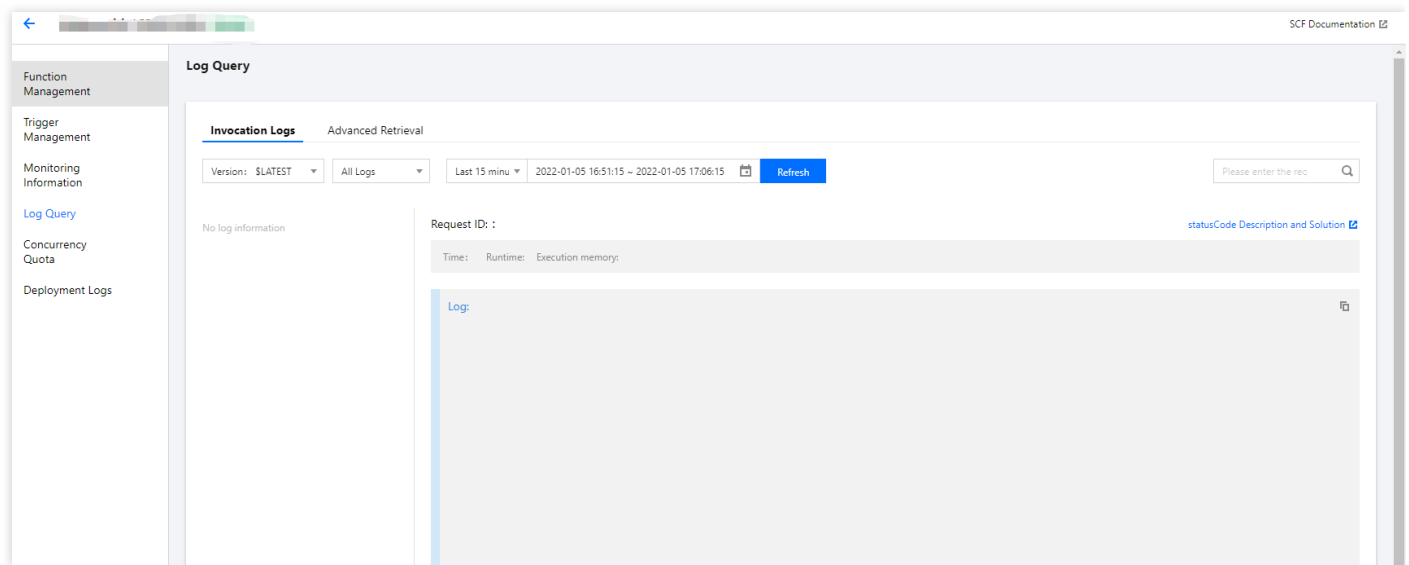 SCF Documentation
Function
Management
Trigger
Management
Monitoring
Information
Log Query
Concurrency
Quota
Deployment Logs
Log Query
Invocation Logs Advanced Retrieval
Version: $LATEST All Logs Last 15 minu 2022-01-05 16:51:15 ~ 2022-01-05 17:06:15 Refresh Please enter the rec
No log information
Request ID: : statusCode Description and Solution
Time: Runtime: Execution memory:
Log: